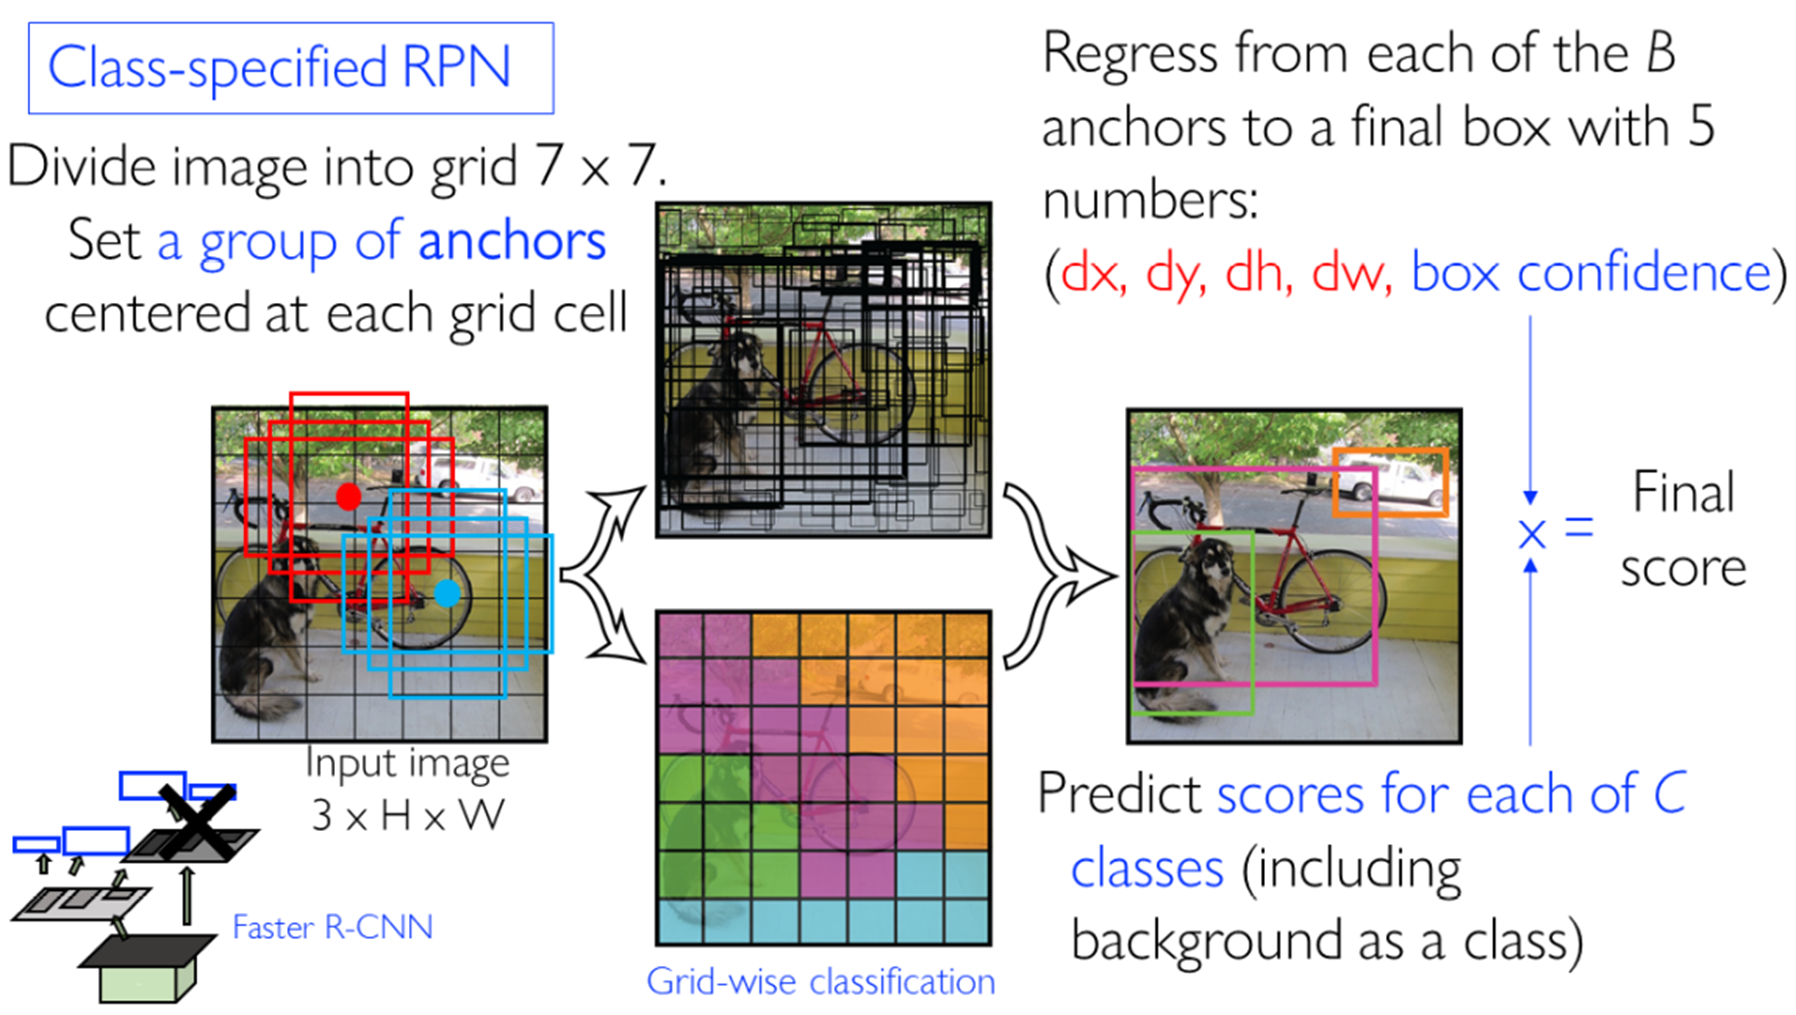 Class-specified RPN
Divide image into grid 7 x 7.
Set a group of anchors
centered at each grid cell
Regress from each of the B
anchors to a final box with 5
numbers:
(dx, dy, dh, dw, box confidence)
x =
Final
score
Input image
3 x H x W
Faster R-CNN
Grid-wise classification
Predict scores for each of C
classes (including
background as a class)